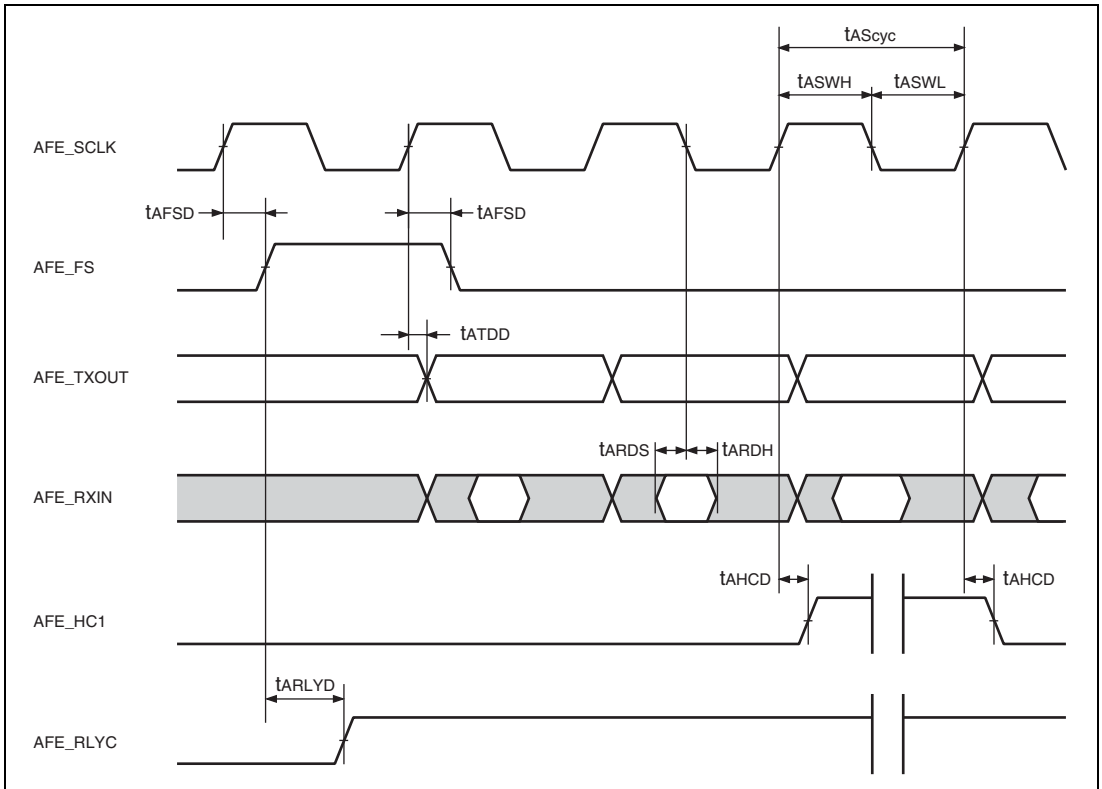 tAScyc
tASWH tASWL
AFE_SCLK
tAFSD tAFSD
AFE_FS
tATDD
AFE_TXOUT
tARDS tARDH
AFE_RXIN
tAHCD tAHCD
AFE_HC1
tARLYD
AFE_RLYC